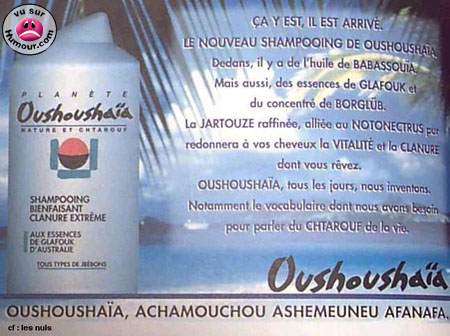 vu sur
Humour.com
PLANÈTE
Oushoushaïa
NATURE ET CHTAROUF
SHAMPOOING
BIENFAISANT
CLANURE EXTRÊME
AUX ESSENCES
DE GLAFOUK
D'AUSTRALIE
TOUS TYPES DE JBÈBONS
ÇA Y EST, IL EST ARRIVÉ.
LE NOUVEAU SHAMPOOING DE OUSHOUSHAÏA.
Dedans, il y a de l'huile de BABASSOUÏA.
Mais aussi, des essences de GLAFOUK et
du concentré de BORGLÜB.
La JARTOUZE raffinée, alliée au NOTONECTRUS pur
redonnera à vos cheveux la VITALITÉ et la CLANURE
dont vous rêvez.
OUSHOUSHAÏA, tous les jours, nous inventons.
Notamment le vocabulaire dont nous avons besoin
pour parler du CHTAROUF de la vie.
Oushoushaïa
OUSHOUSHAÏA, ACHAMOUCHOU ASHEMEUNEU AFANAFA.
cf : les nuls